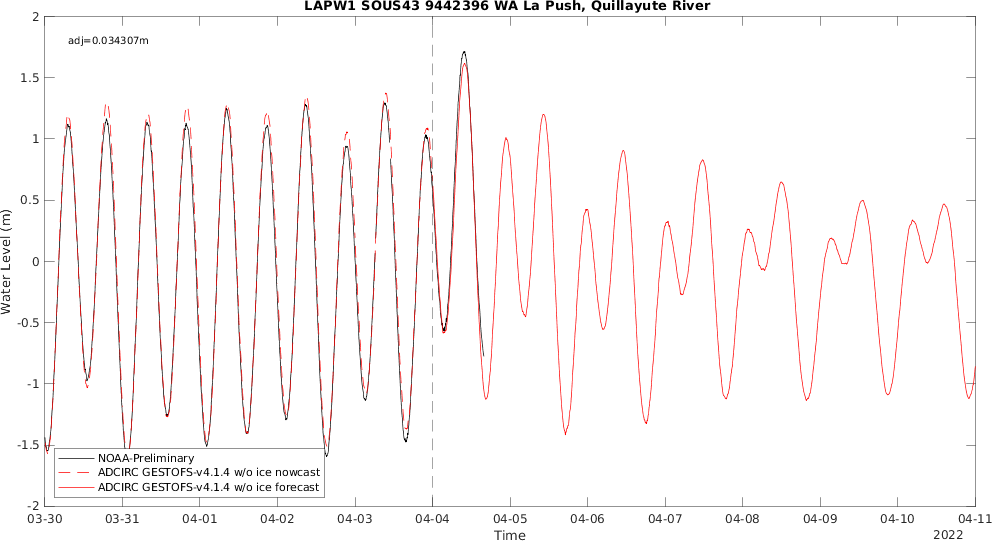 LAPW1 SOUS43 9442396 WA La Push, Quillayute River
adj=0.034307m
2
1.5
1
0.5
0
-0.5
-1
-1.5
-2
Water Level (m)
NOAA-Preliminary
ADCIRC GESTOFS-v4.1.4 w/o ice nowcast
ADCIRC GESTOFS-v4.1.4 w/o ice forecast
03-30 03-31 04-01 04-02 04-03 04-04 04-05 04-06 04-07 04-08 04-09 04-10 04-11
Time
2022